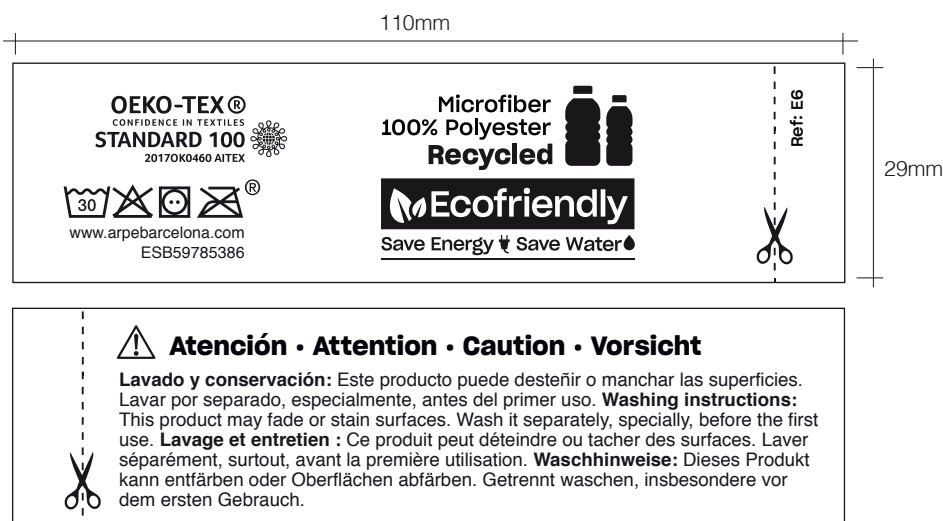 110mm
OEKO-TEX®
CONFIDENCE IN TEXTILES
STANDARD 100
2017OK0460 AITEX
30 ®
www.arpebarcelona.com
ESB59785386
Microfiber
100% Polyester
Recycled
Ecofriendly
Save Energy Save Water
Ref: E6
29mm
Atención · Attention · Caution · Vorsicht
Lavado y conservación: Este producto puede desteñir o manchar las superficies.
Lavar por separado, especialmente, antes del primer uso. Washing instructions:
This product may fade or stain surfaces. Wash it separately, specially, before the first
use. Lavage et entretien : Ce produit peut déteindre ou tacher des surfaces. Laver
séparément, surtout, avant la première utilisation. Waschhinweise: Dieses Produkt
kann entfärben oder Oberflächen abfärben. Getrennt waschen, insbesondere vor
dem ersten Gebrauch.